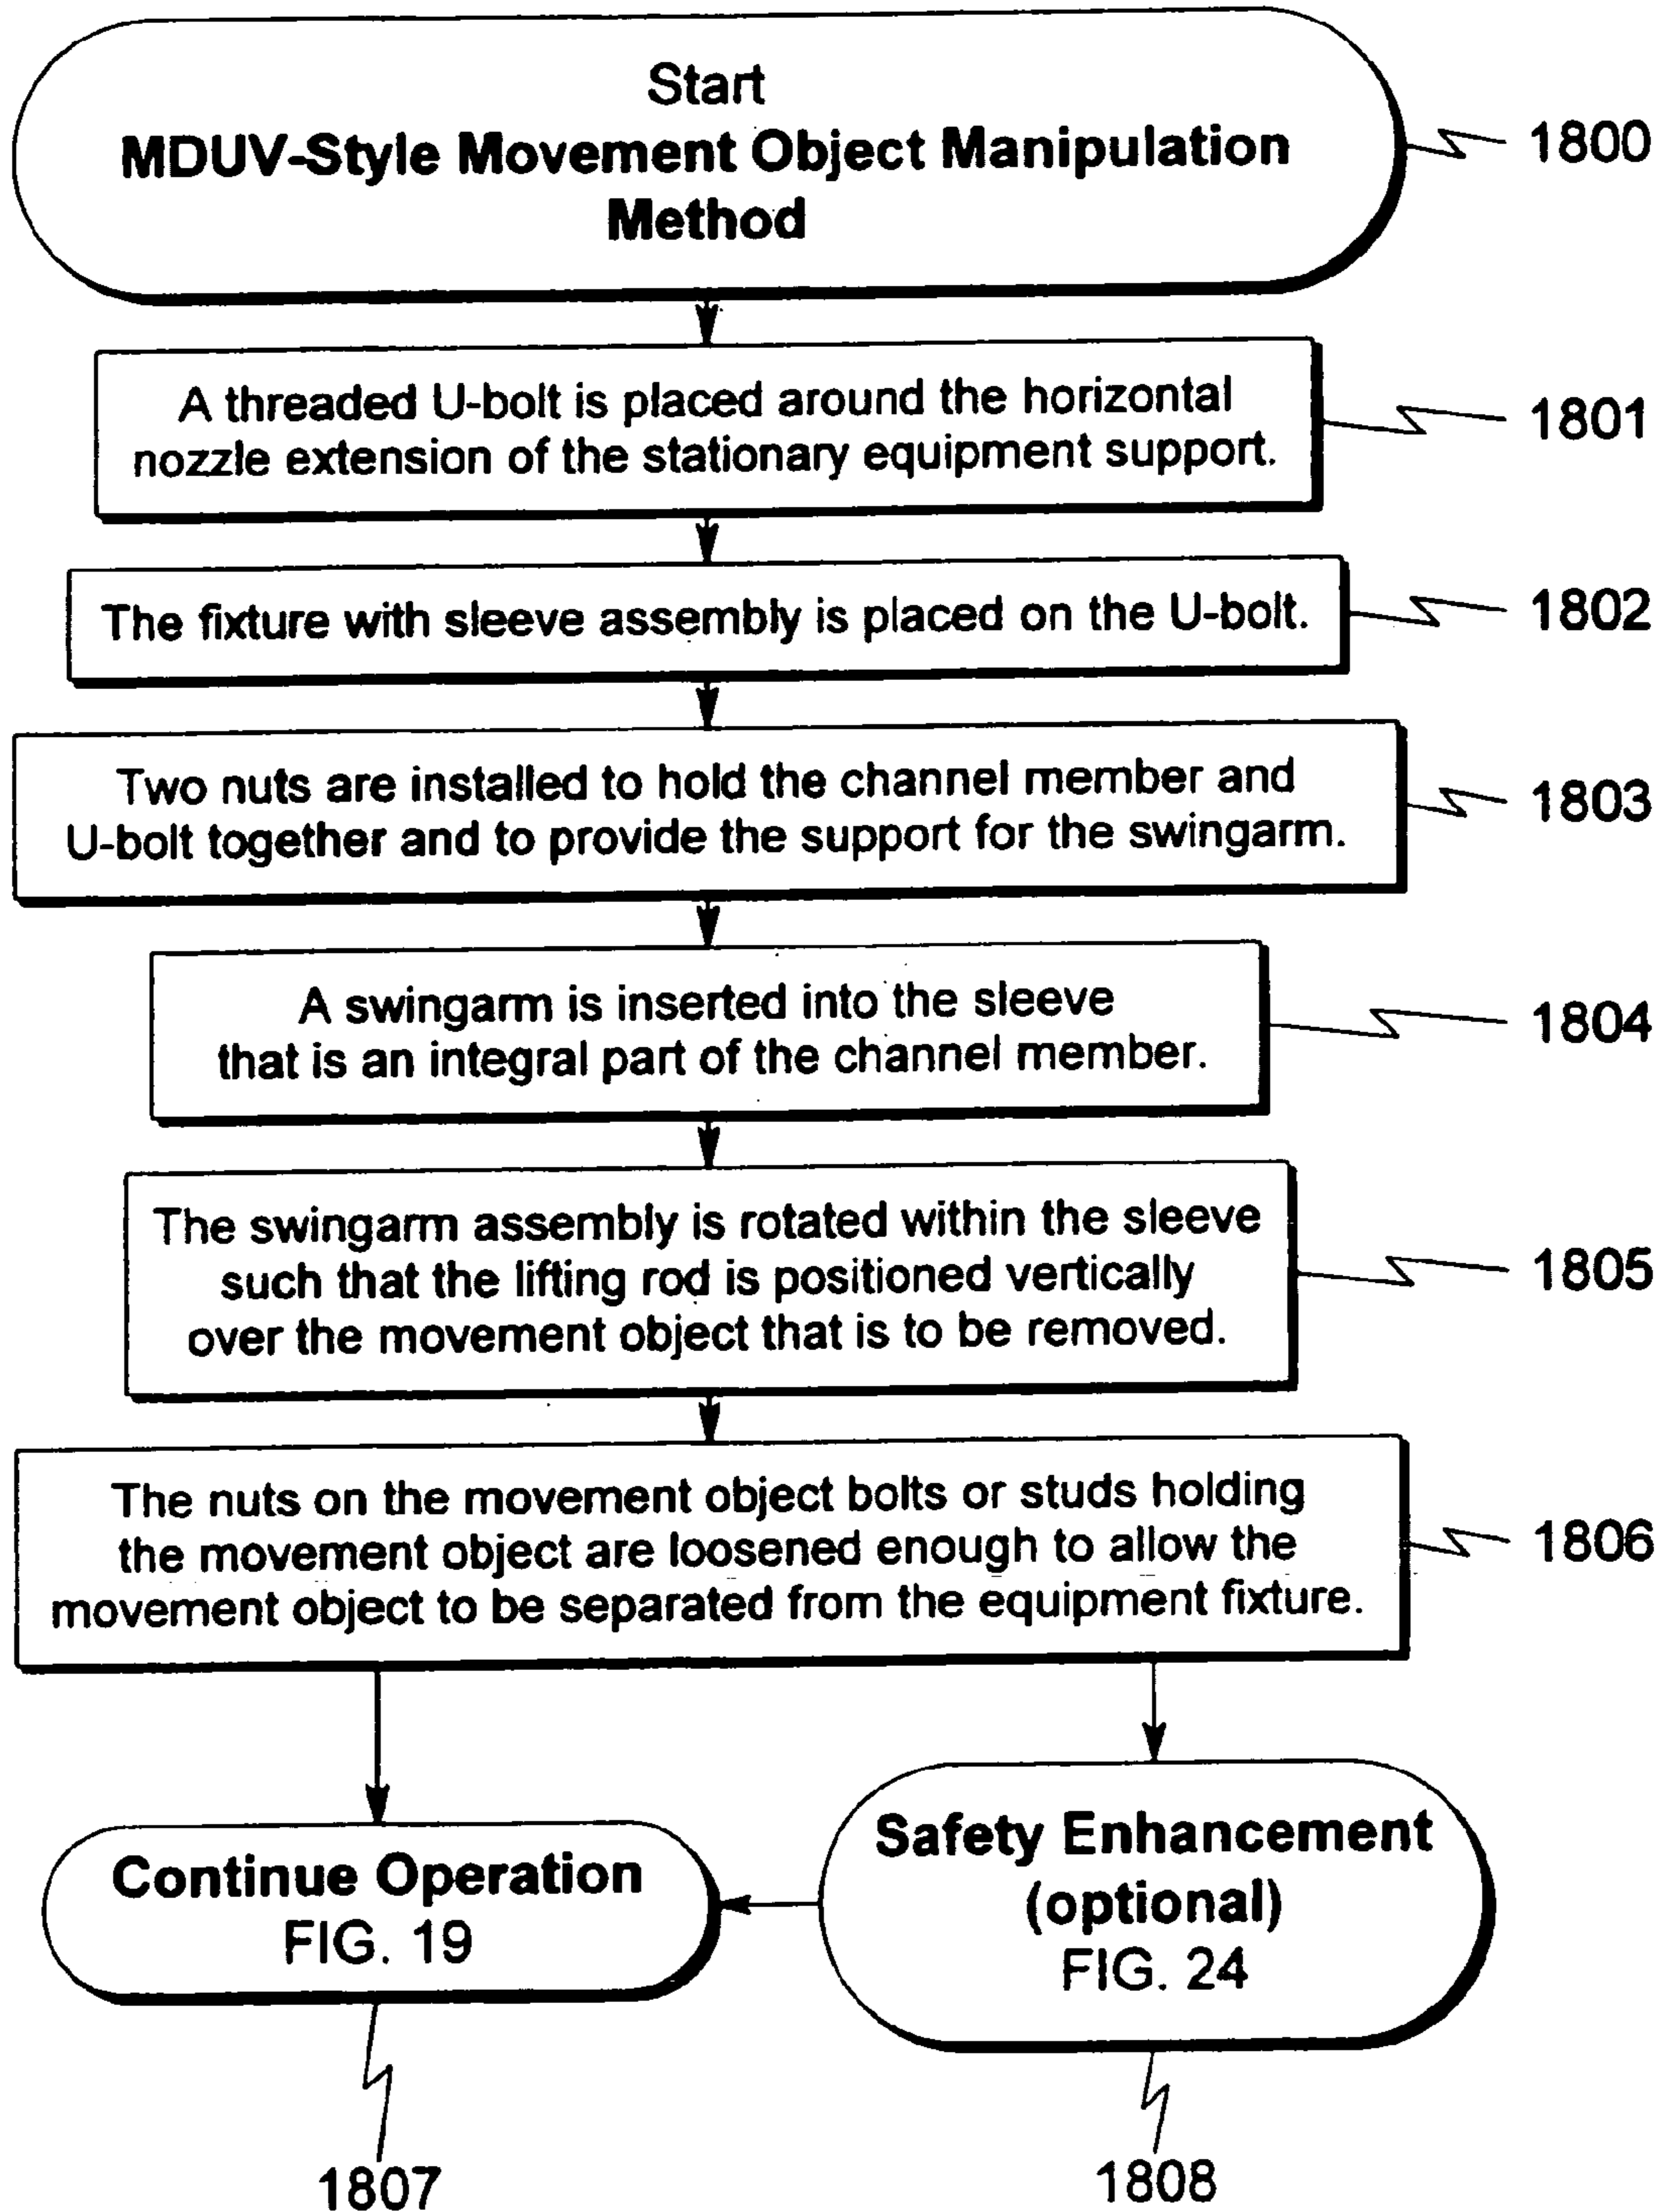 Start
MDUV-Style Movement Object Manipulation
Method
1800
A threaded U-bolt is placed around the horizontal
nozzle extension of the stationary equipment support.
1801
The fixture with sleeve assembly is placed on the U-bolt.
1802
Two nuts are installed to hold the channel member and
U-bolt together and to provide the support for the swingarm.
1803
A swingarm is inserted into the sleeve
that is an integral part of the channel member.
1804
The swingarm assembly is rotated within the sleeve
such that the lifting rod is positioned vertically
over the movement object that is to be removed.
1805
The nuts on the movement object bolts or studs holding
the movement object are loosened enough to allow the
movement object to be separated from the equipment fixture.
1806
Continue Operation
FIG. 19
Safety Enhancement
(optional)
FIG. 24
1807
1808